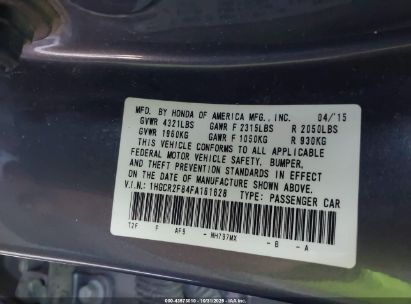 MFD. BY HONDA OF AMERICA MFG., INC. 04/'15
GVWR 4321LBS GAWR F 2315LBS R 2050LBS
GVWR 1960KG GAWR F 1050KG R 930KG
THIS VEHICLE CONFORMS TO ALL APPLICABLE
FEDERAL MOTOR VEHICLE SAFETY, BUMPER,
AND THEFT PREVENTION STANDARDS IN EFFECT
ON THE DATE OF MANUFACTURE SHOWN ABOVE.
V.I.N.: 1HGCR2F84FA161628 TYPE: PASSENGER CAR
T2F F AF9 - NH797MX - B - A